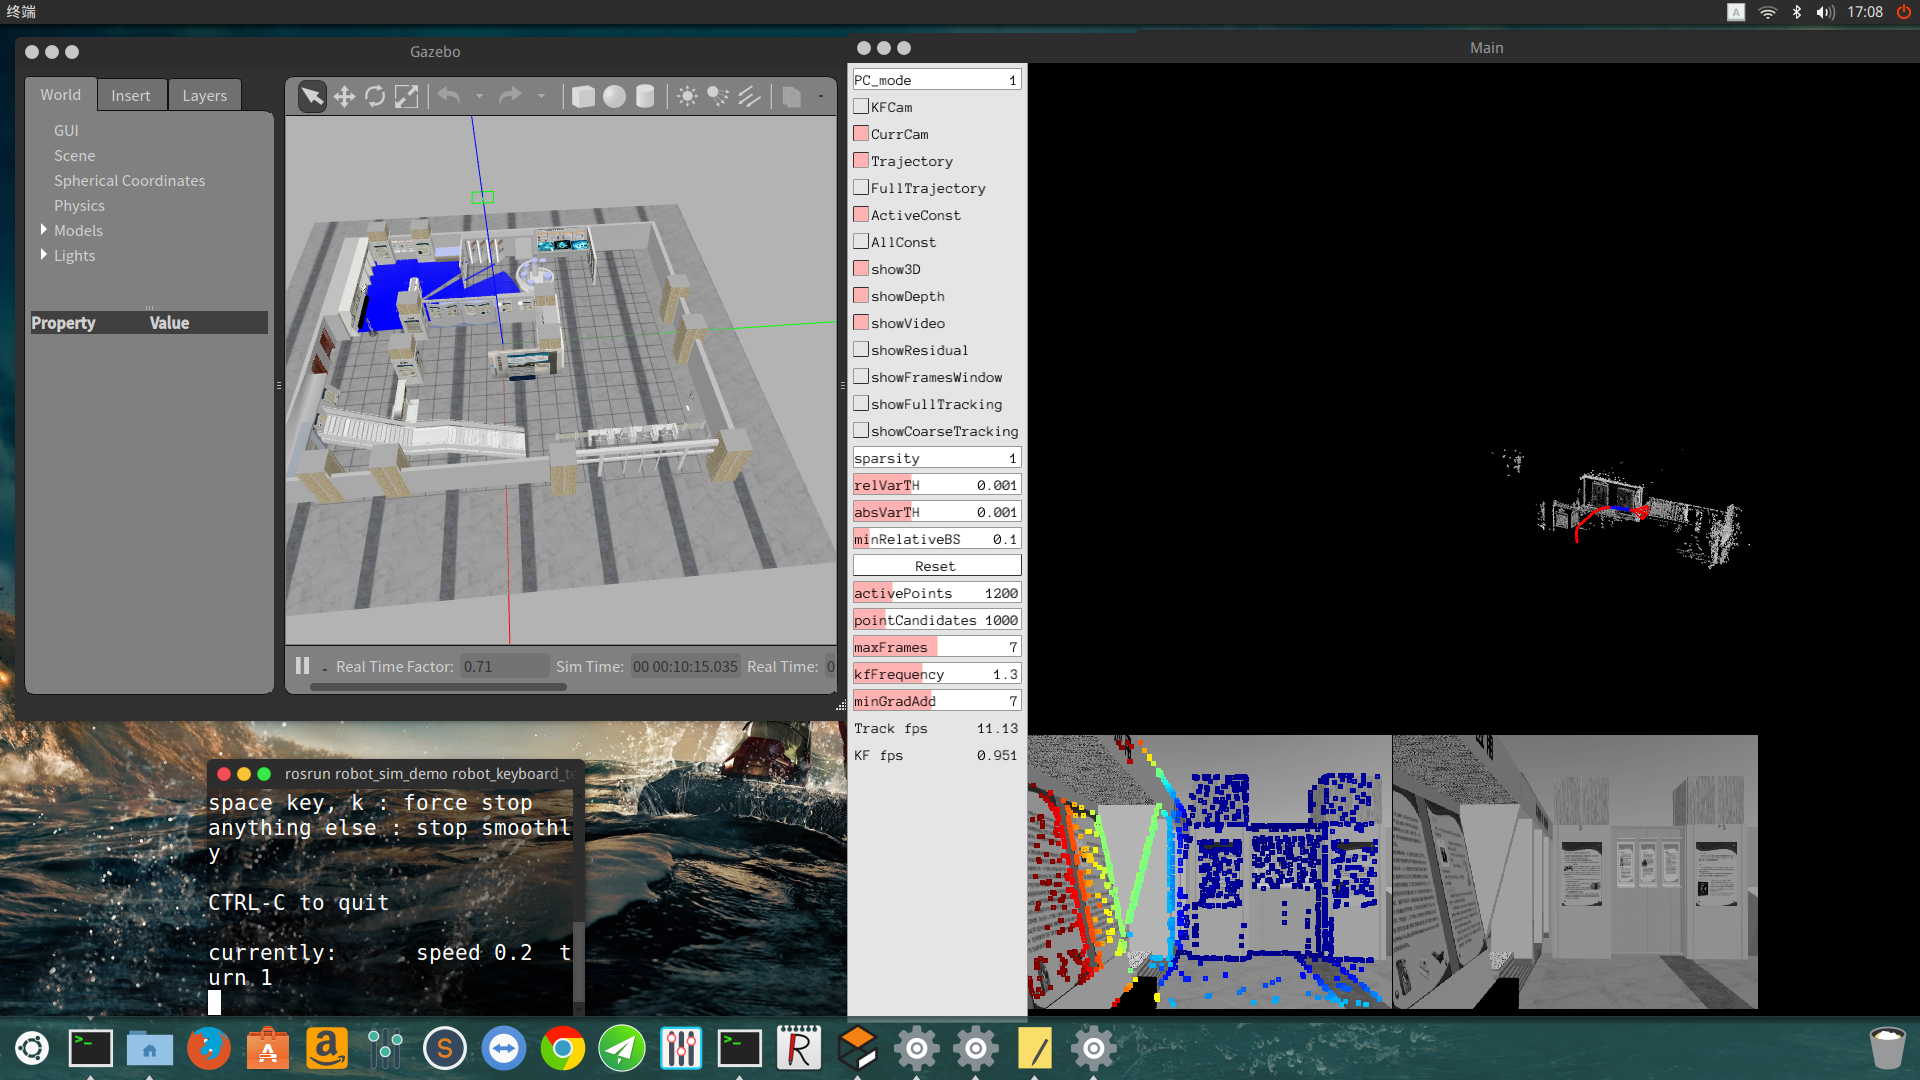 终端
A
17:08
Gazebo
World
Insert
Layers
GUI
Scene
Spherical Coordinates
Physics
Models
Lights
Property Value
Real Time Factor: 0.71 Sim Time: 00 00:10:15.035 Real Time: 0
Main
PC_mode 1
KFCam
CurrCam
Trajectory
FullTrajectory
ActiveConst
AllConst
show3D
showDepth
showVideo
showResidual
showFramesWindow
showFullTracking
showCoarseTracking
sparsity 1
relVarTH 0.001
absVarTH 0.001
minRelativeBS 0.1
Reset
activePoints 1200
pointCandidates 1000
maxFrames 7
kfFrequency 1.3
minGradAdd 7
Track fps 11.13
KF fps 0.951
rosrun robot_sim_demo robot_keyboard_te
space key, k : force stop
anything else : stop smoothl
y
CTRL-C to quit
currently: speed 0.2 t
urn 1
>_
A
a
S
>_
R